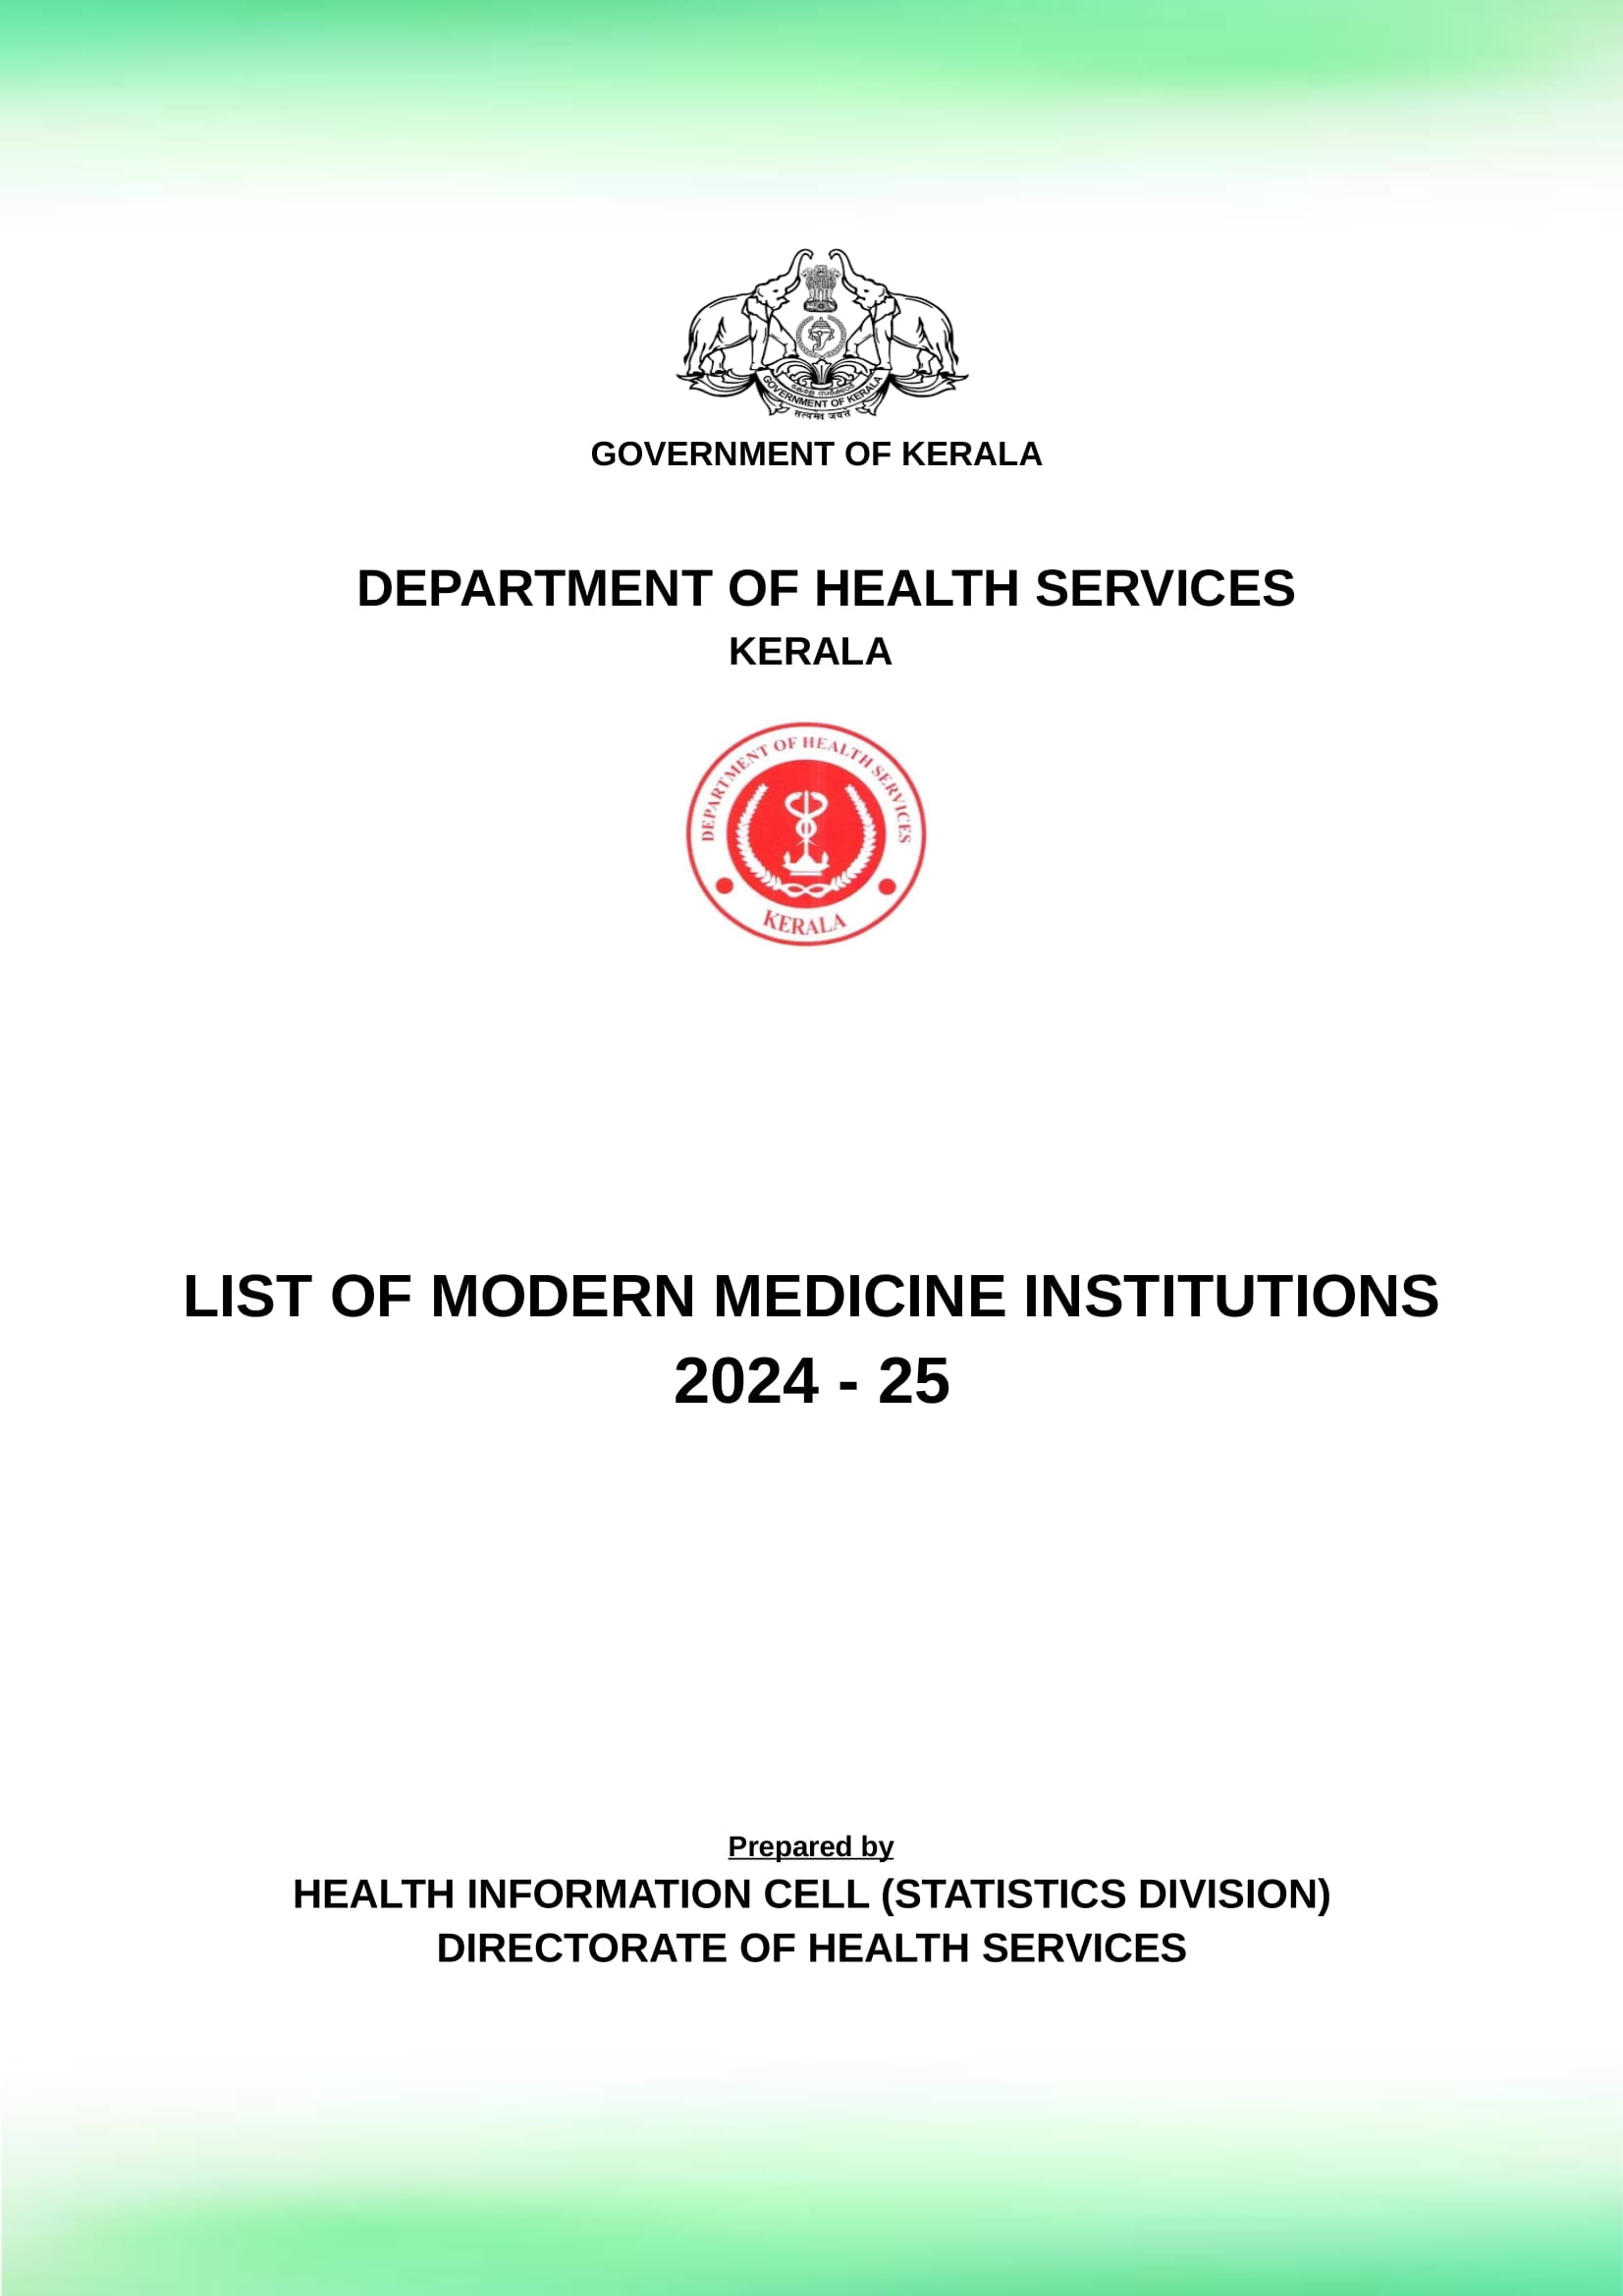 GOVERNMENT OF KERALA
सत्यमेव जयते
GOVERNMENT OF KERALA
DEPARTMENT OF HEALTH SERVICES
KERALA
DEPARTMENT OF HEALTH SERVICES
KERALA
LIST OF MODERN MEDICINE INSTITUTIONS
2024 - 25
Prepared by
HEALTH INFORMATION CELL (STATISTICS DIVISION)
DIRECTORATE OF HEALTH SERVICES